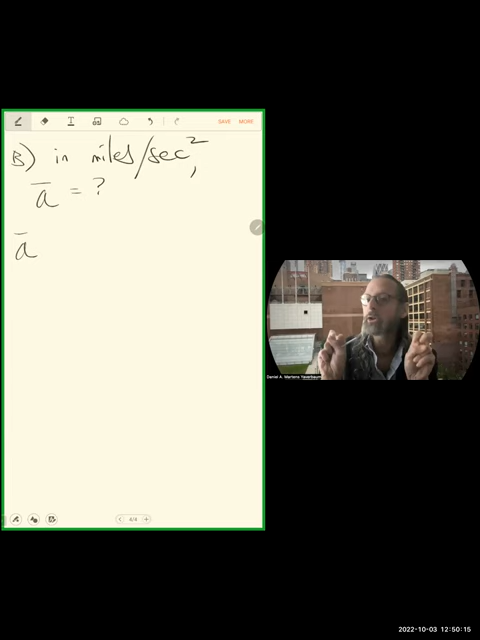 SAVE MORE
B) in miles/sec²,
a̅ = ?
a̅
4/4
Daniel A. Martens Yaverbaum
2022-10-03 12:50:15